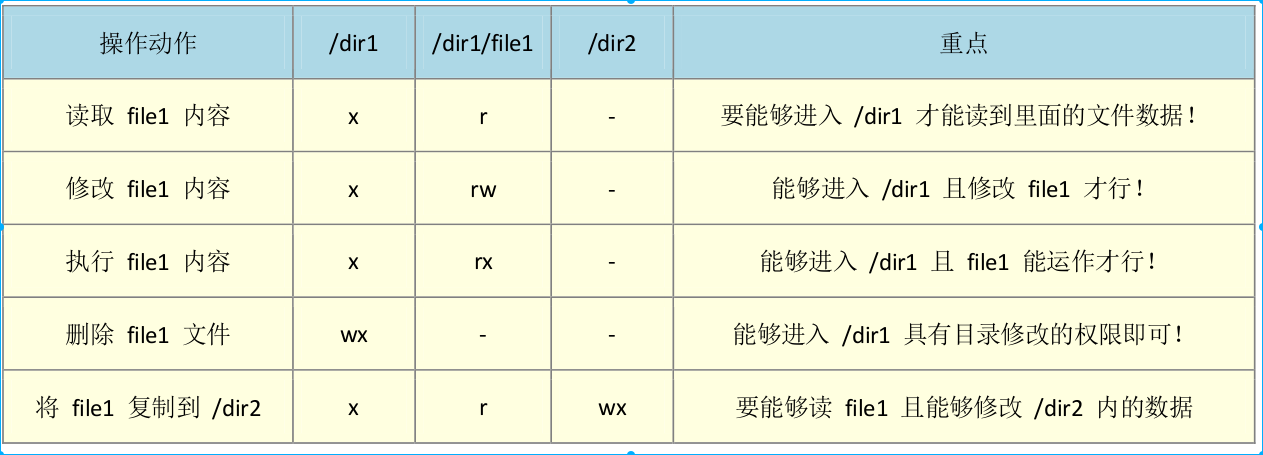 操作动作 /dir1 /dir1/file1 /dir2 重点
读取 file1 内容 x r - 要能够进入 /dir1 才能读到里面的文件数据！
修改 file1 内容 x rw - 能够进入 /dir1 且修改 file1 才行！
执行 file1 内容 x rx - 能够进入 /dir1 且 file1 能运作才行！
删除 file1 文件 wx - - 能够进入 /dir1 具有目录修改的权限即可！
将 file1 复制到 /dir2 x r wx 要能够读 file1 且能够修改 /dir2 内的数据